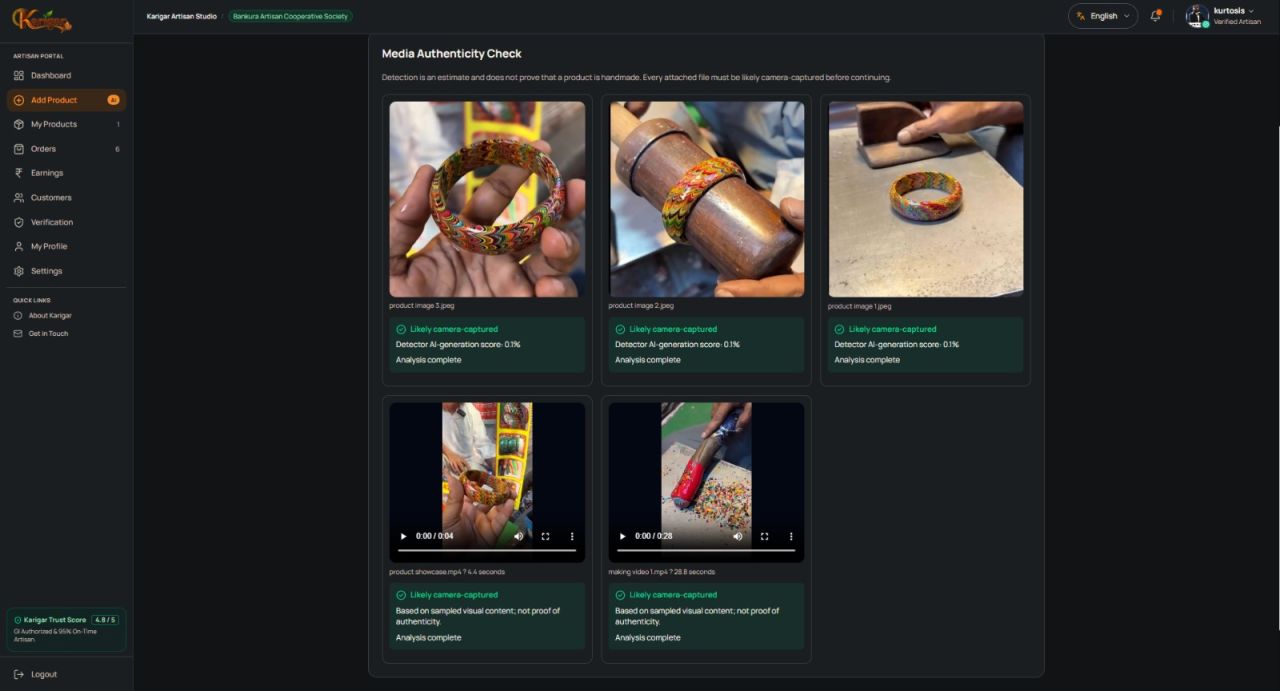 Karigar
Karigar Artisan Studio / Bankura Artisan Cooperative Society
English
kurtosis
Verified Artisan
ARTISAN PORTAL
Dashboard
Add Product AI
My Products 1
Orders 6
Earnings
Customers
Verification
My Profile
Settings
QUICK LINKS
About Karigar
Get in Touch
Karigar Trust Score 4.8 / 5
GI Authorized & 95% On-Time
Artisan.
Logout
Media Authenticity Check
Detection is an estimate and does not prove that a product is handmade. Every attached file must be likely camera-captured before continuing.
product image 3.jpeg
Likely camera-captured
Detector AI-generation score: 0.1%
Analysis complete
product image 2.jpeg
Likely camera-captured
Detector AI-generation score: 0.1%
Analysis complete
product image 1.jpeg
Likely camera-captured
Detector AI-generation score: 0.1%
Analysis complete
0:00 / 0:04
product showcase.mp4 ? 4.4 seconds
Likely camera-captured
Based on sampled visual content; not proof of
authenticity.
Analysis complete
0:00 / 0:28
making video 1.mp4 ? 28.8 seconds
Likely camera-captured
Based on sampled visual content; not proof of
authenticity.
Analysis complete